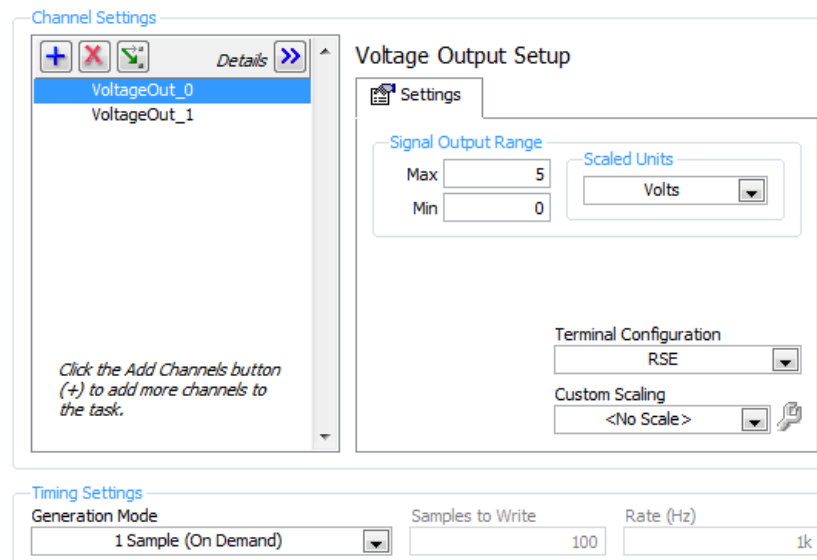 Channel Settings
Details
VoltageOut_0
VoltageOut_1
Click the Add Channels button
(+) to add more channels to
the task.
Voltage Output Setup
Settings
Signal Output Range
Max 5
Min 0
Scaled Units
Volts
Terminal Configuration
RSE
Custom Scaling
<No Scale>
Timing Settings
Generation Mode Samples to Write Rate (Hz)
1 Sample (On Demand) 100 1k